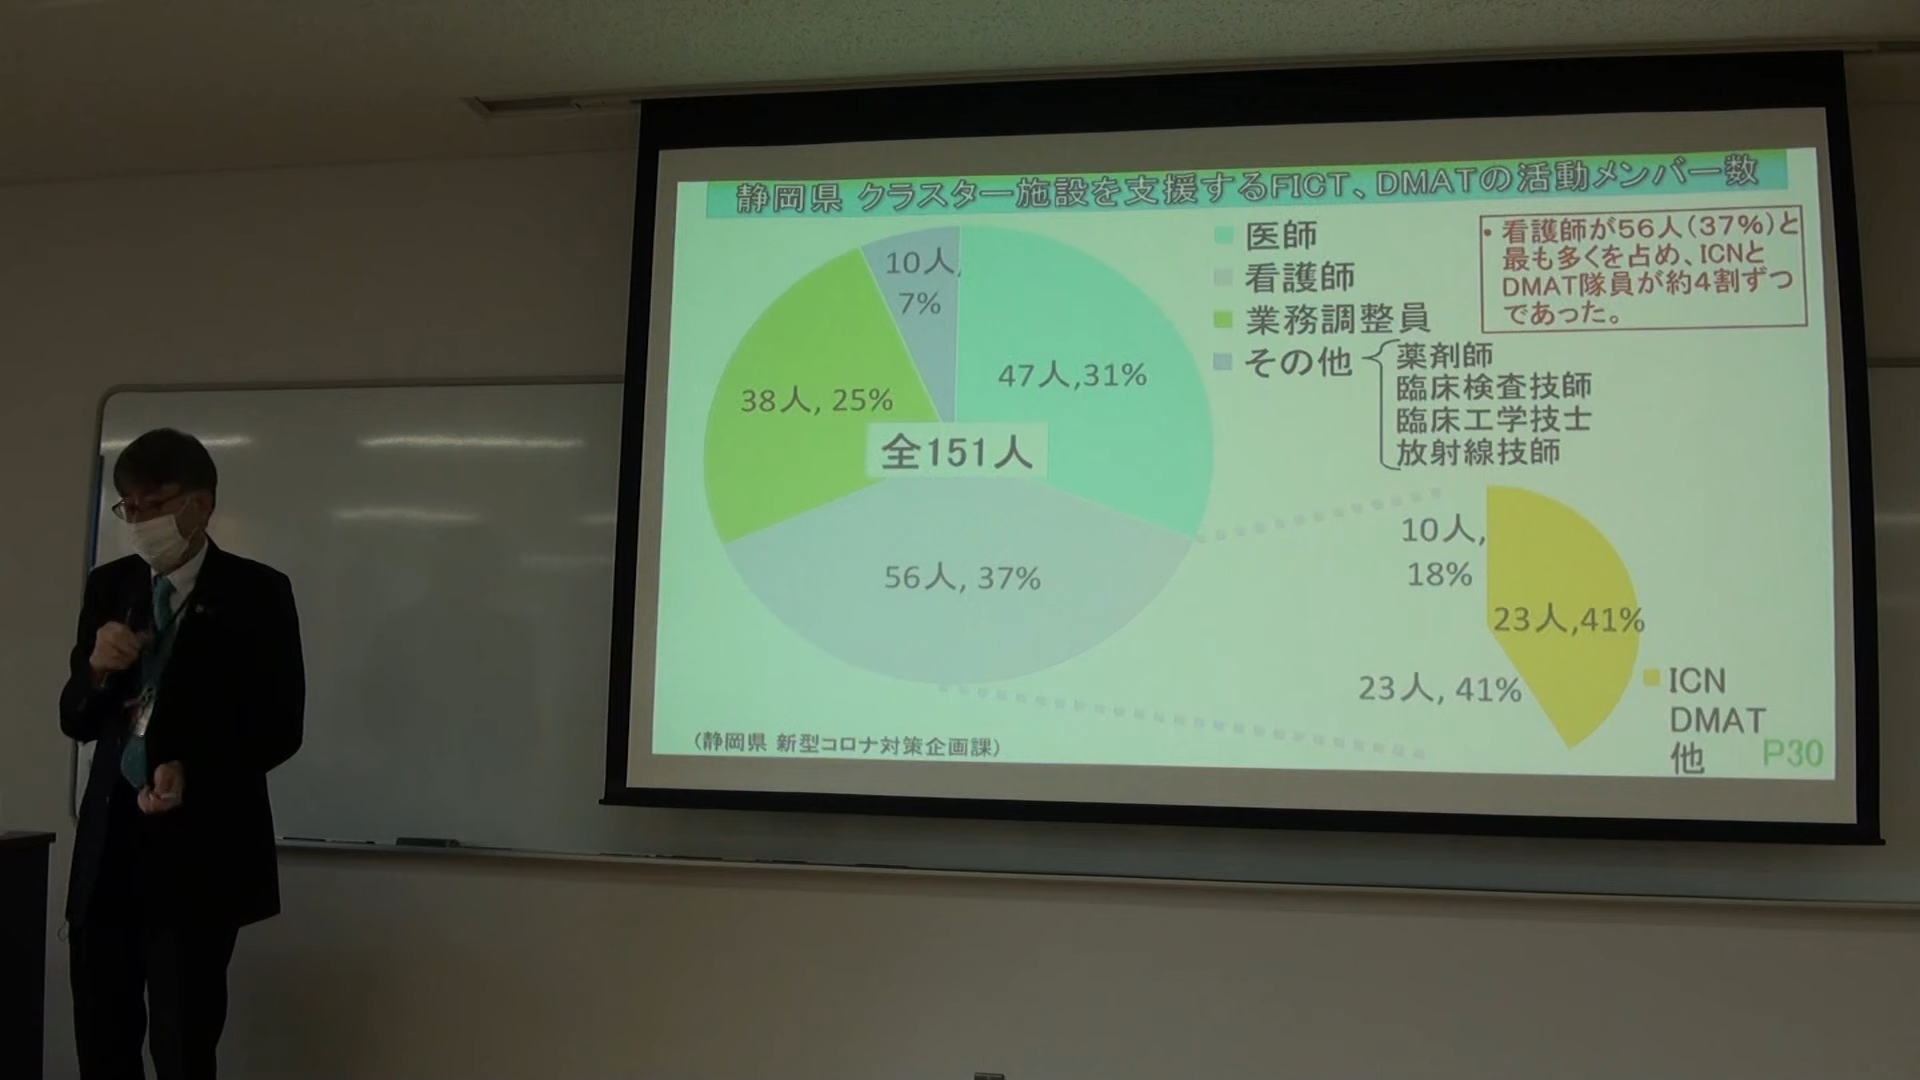 静岡県 クラスター施設を支援するFICT、DMATの活動メンバー数
10人,
7%
47人,31%
38人, 25%
全151人
56人, 37%
医師
看護師
業務調整員
その他
薬剤師
臨床検査技師
臨床工学技士
放射線技師
・看護師が56人(37%)と
最も多くを占め、ICNと
DMAT隊員が約4割ずつ
であった。
10人,
18%
23人,41%
23人, 41%
ICN
DMAT
他
P30
(静岡県 新型コロナ対策企画課)